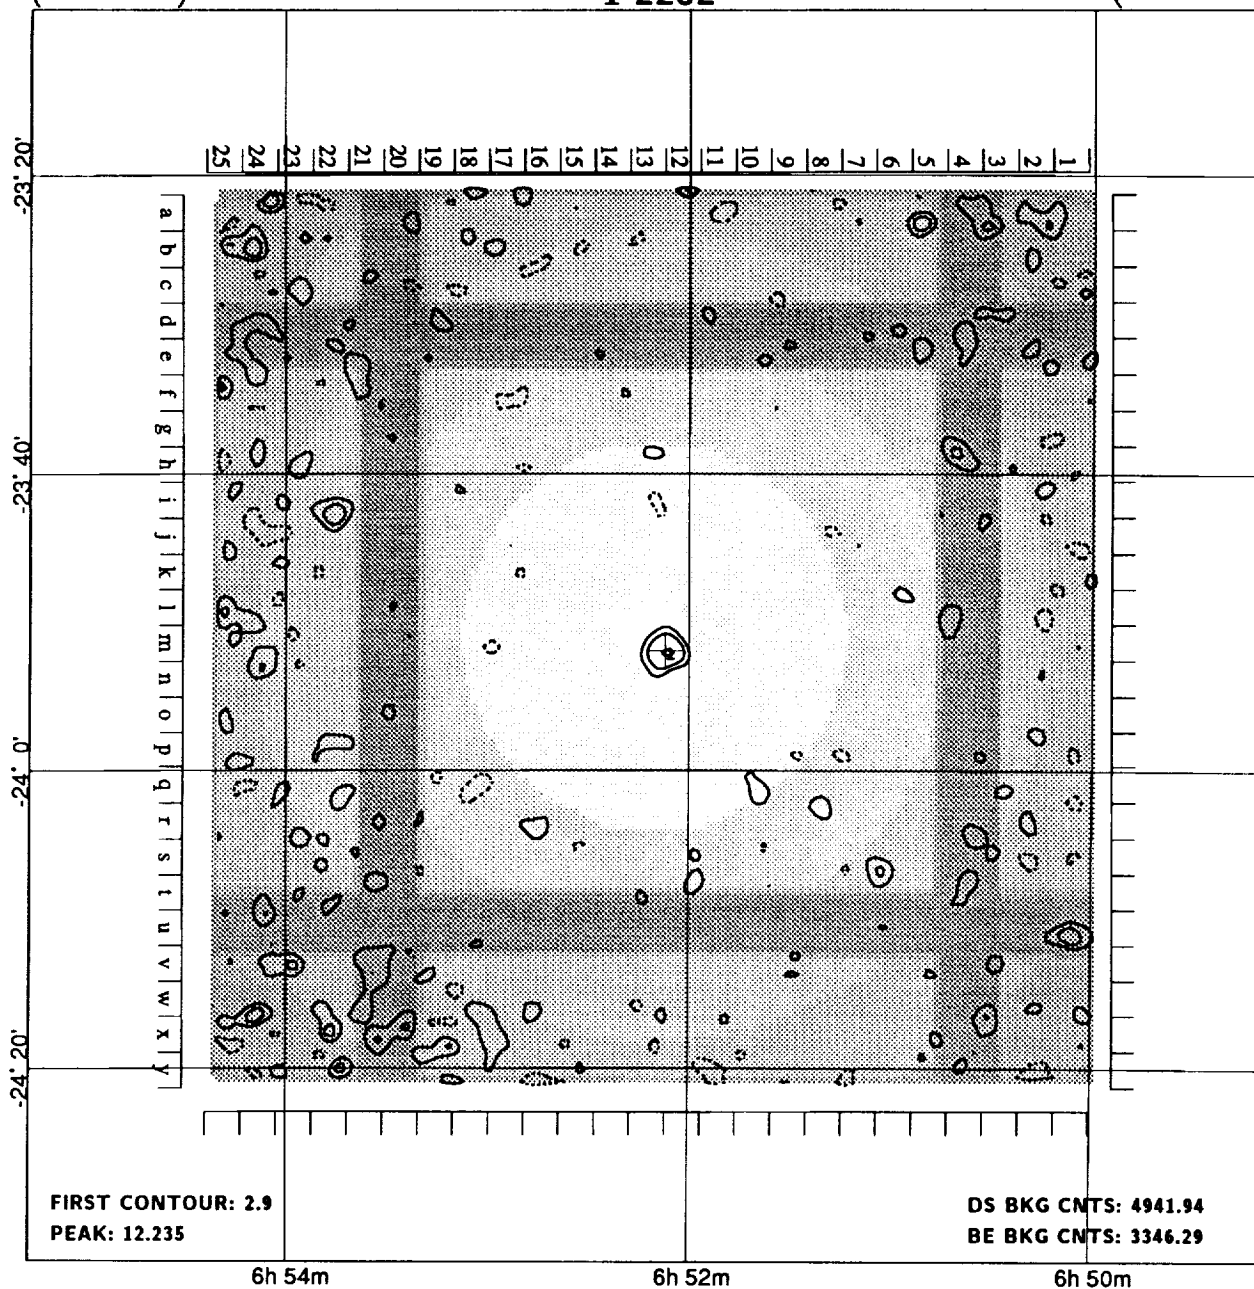 25 24 23 22 21 20 19 18 17 16 15 14 13 12 11 10 9 8 7 6 5 4 3 2 1
-23° 20'
a
b
c
d
e
f
g
-23° 40'
h
i
j
k
l
m
n
o
-24° 0'
p
q
r
s
t
u
v
w
x
-24° 20'
y
FIRST CONTOUR: 2.9
DS BKG CNTS: 4941.94
PEAK: 12.235
BE BKG CNTS: 3346.29
6h 54m 6h 52m 6h 50m